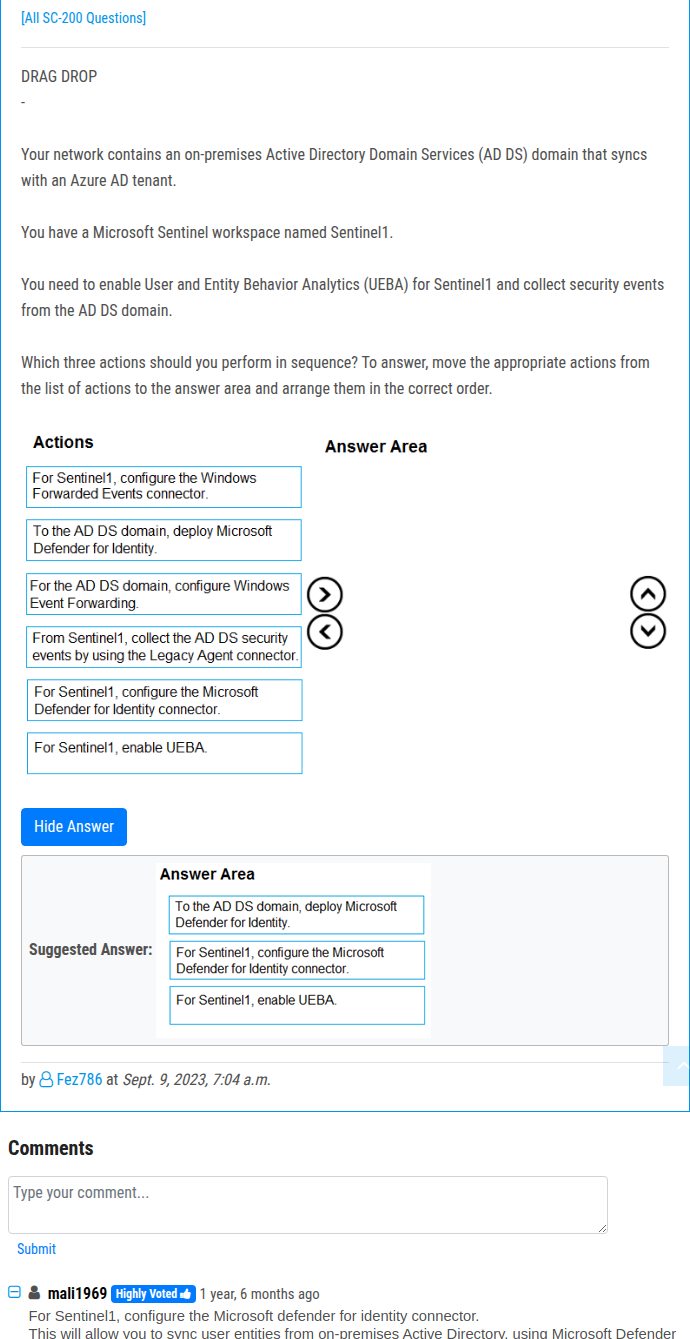 [All SC-200 Questions]
DRAG DROP
-
Your network contains an on-premises Active Directory Domain Services (AD DS) domain that syncs
with an Azure AD tenant.
You have a Microsoft Sentinel workspace named Sentinel1.
You need to enable User and Entity Behavior Analytics (UEBA) for Sentinel1 and collect security events
from the AD DS domain.
Which three actions should you perform in sequence? To answer, move the appropriate actions from
the list of actions to the answer area and arrange them in the correct order.
Actions
Answer Area
For Sentinel1, configure the Windows
Forwarded Events connector.
To the AD DS domain, deploy Microsoft
Defender for Identity.
For the AD DS domain, configure Windows
Event Forwarding.
From Sentinel1, collect the AD DS security
events by using the Legacy Agent connector.
For Sentinel1, configure the Microsoft
Defender for Identity connector.
For Sentinel1, enable UEBA.
Hide Answer
Suggested Answer:
Answer Area
To the AD DS domain, deploy Microsoft
Defender for Identity.
For Sentinel1, configure the Microsoft
Defender for Identity connector.
For Sentinel1, enable UEBA.
by Fez786 at Sept. 9, 2023, 7:04 a.m.
Comments
Type your comment...
Submit
mali1969 Highly Voted 1 year, 6 months ago
For Sentinel1, configure the Microsoft defender for identity connector.
This will allow you to sync user entities from on-premises Active Directory, using Microsoft Defender